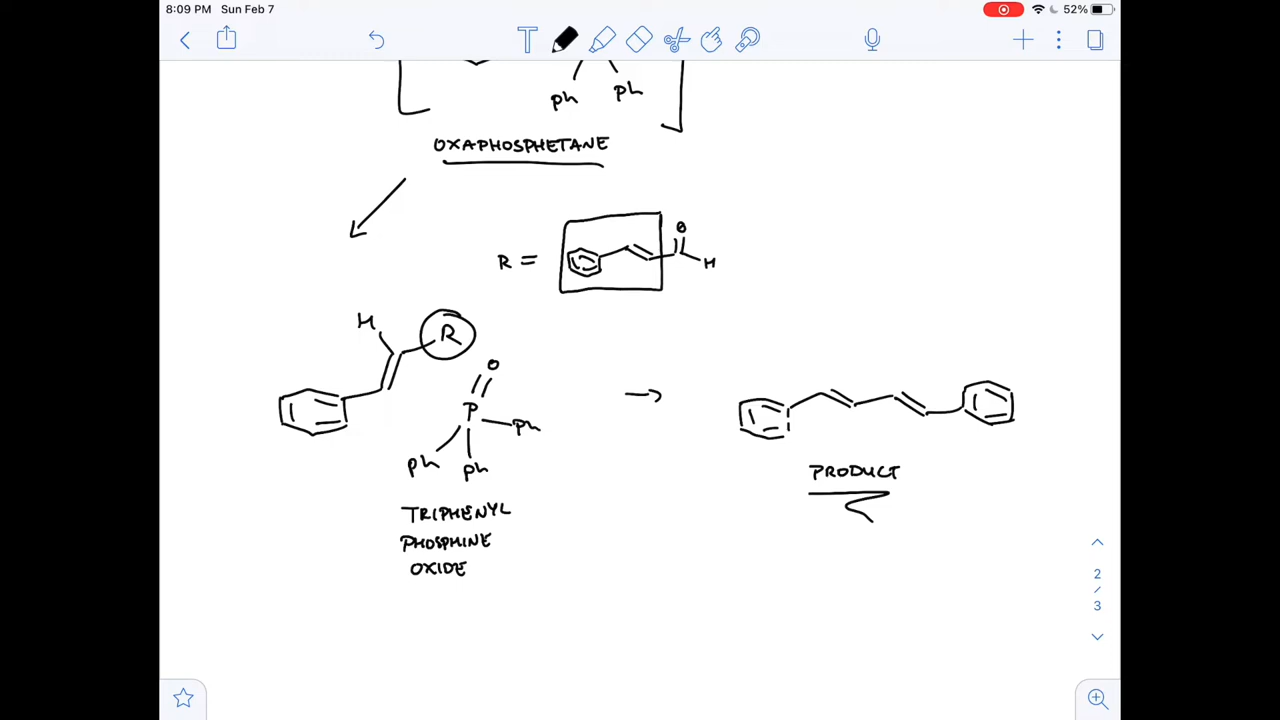 8:09 PM Sun Feb 7
52%
T
Ph
Ph
OXAPHOSPHETANE
R =
O
H
H
R
O
P
Ph
Ph
Ph
TRIPHENYL
PHOSPHINE
OXIDE
PRODUCT
2
/
3